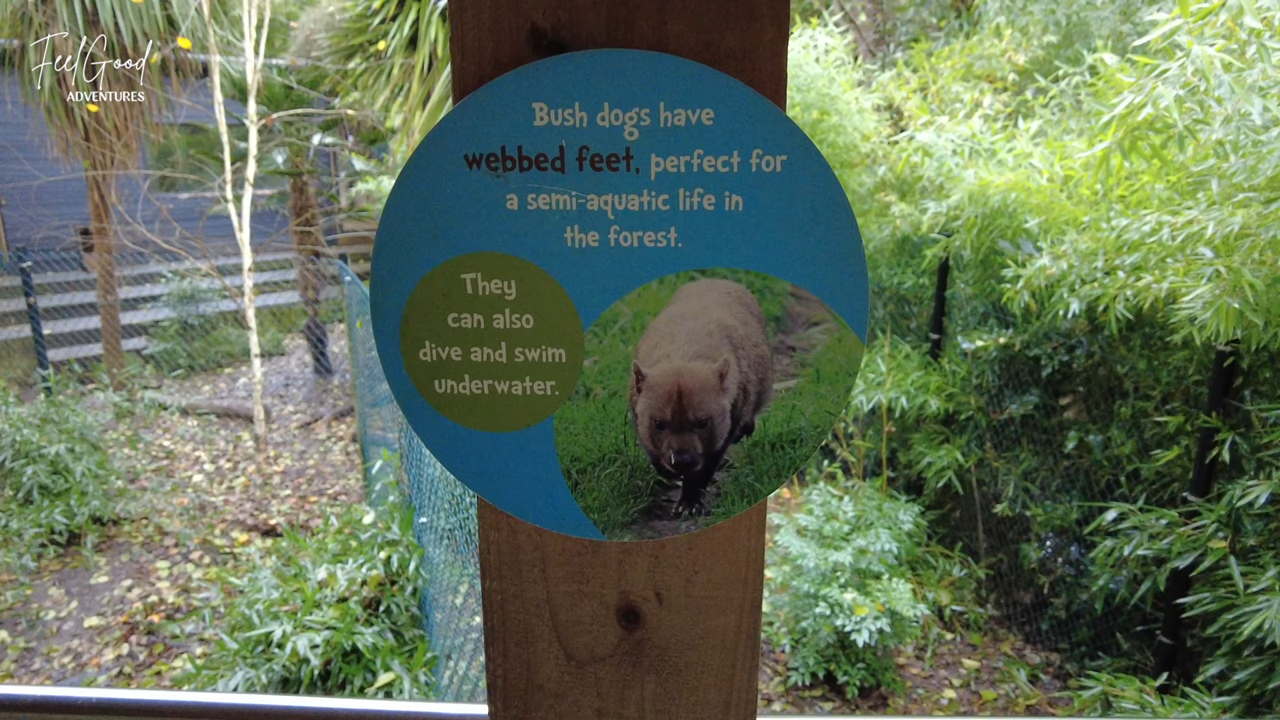 FeelGood
ADVENTURES
Bush dogs have
webbed feet, perfect for
a semi-aquatic life in
the forest.
They
can also
dive and swim
underwater.